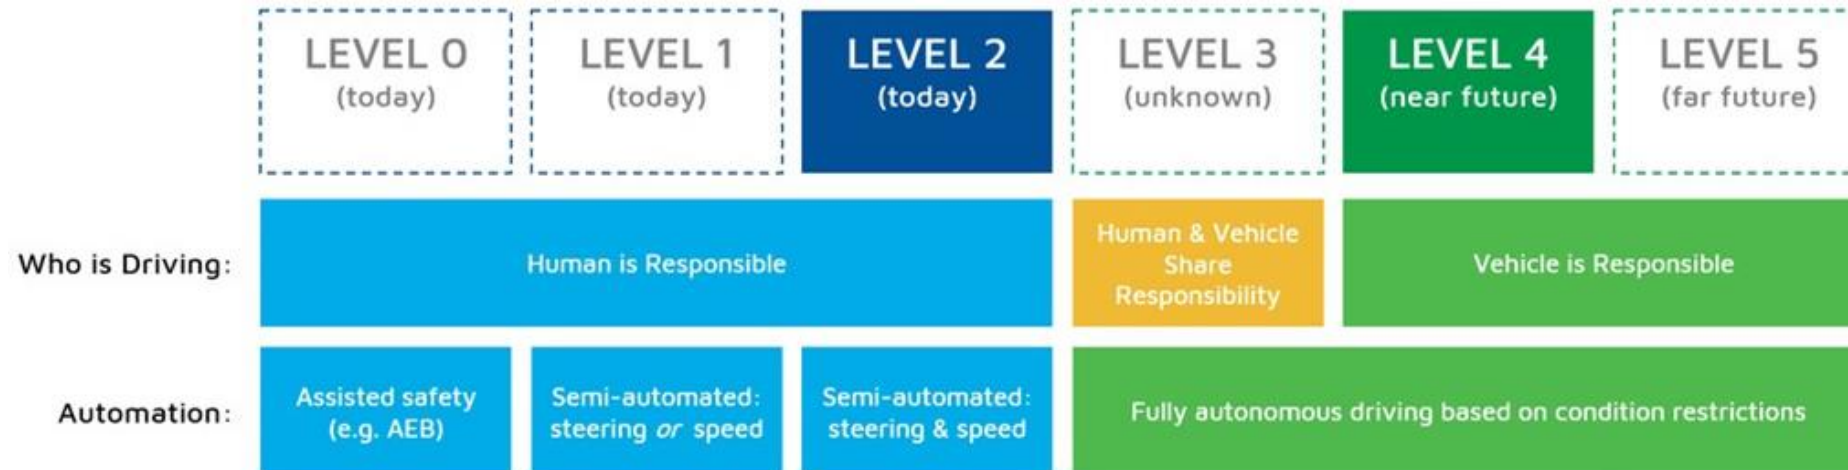 LEVEL 0
(today)
LEVEL 1
(today)
LEVEL 2
(today)
LEVEL 3
(unknown)
LEVEL 4
(near future)
LEVEL 5
(far future)
Who is Driving:
Human is Responsible
Human & Vehicle
Share
Responsibility
Vehicle is Responsible
Automation:
Assisted safety
(e.g. AEB)
Semi-automated:
steering or speed
Semi-automated:
steering & speed
Fully autonomous driving based on condition restrictions